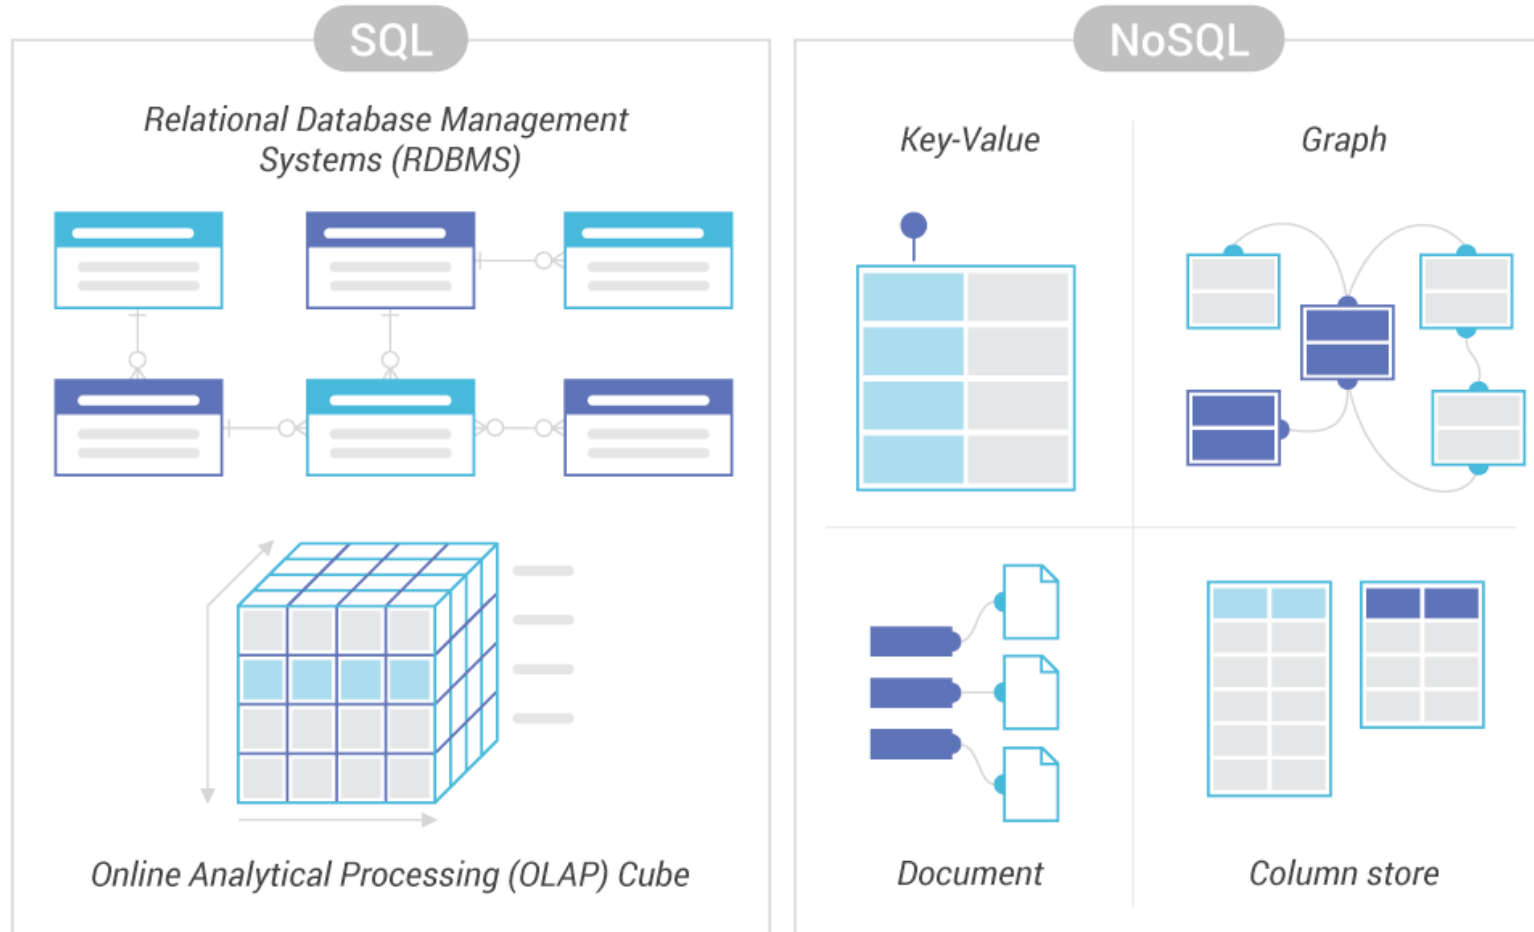 SQL
Relational Database Management
Systems (RDBMS)
Online Analytical Processing (OLAP) Cube
NoSQL
Key-Value
Graph
Document
Column store